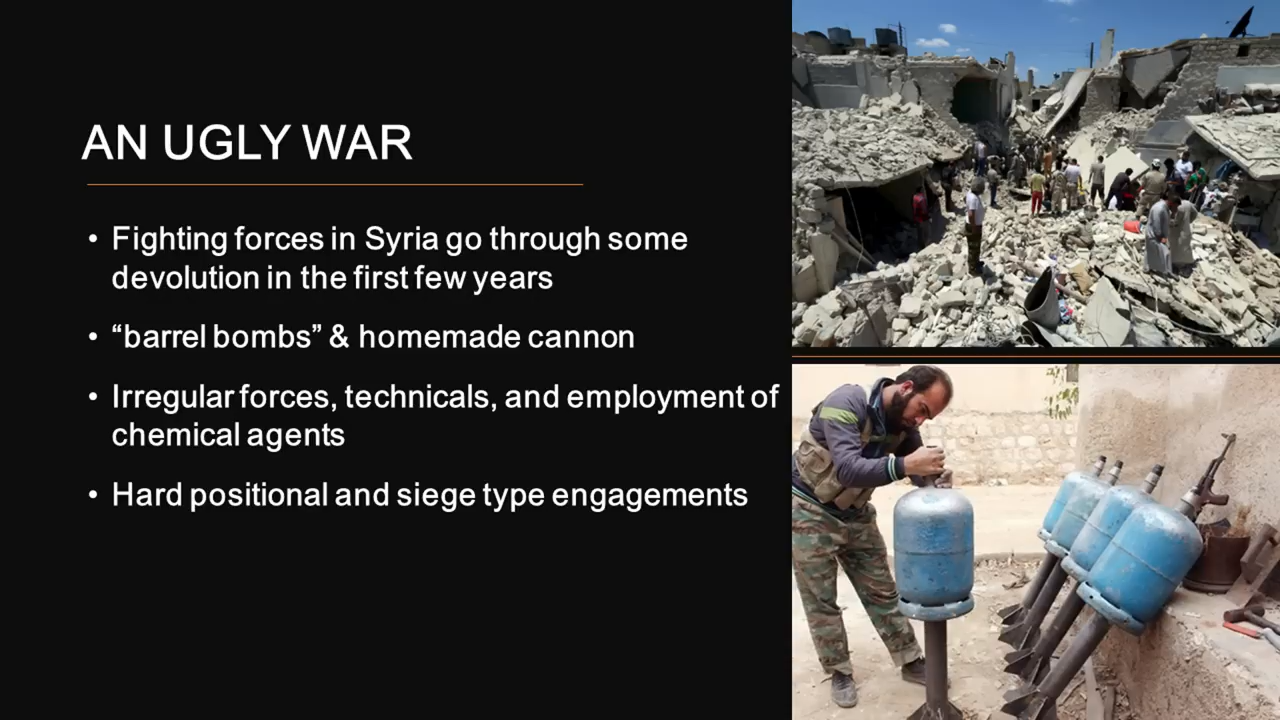 AN UGLY WAR
• Fighting forces in Syria go through some
devolution in the first few years
• “barrel bombs” & homemade cannon
• Irregular forces, technicals, and employment of
chemical agents
• Hard positional and siege type engagements